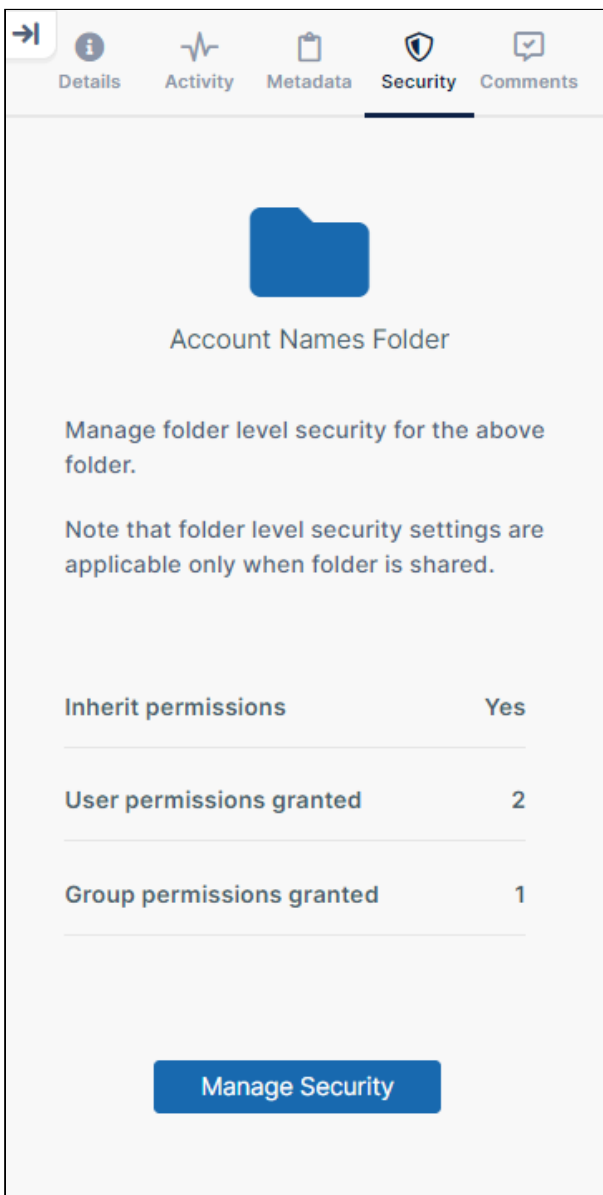 Details Activity Metadata Security Comments
Account Names Folder
Manage folder level security for the above
folder.
Note that folder level security settings are
applicable only when folder is shared.
Inherit permissions Yes
User permissions granted 2
Group permissions granted 1
Manage Security